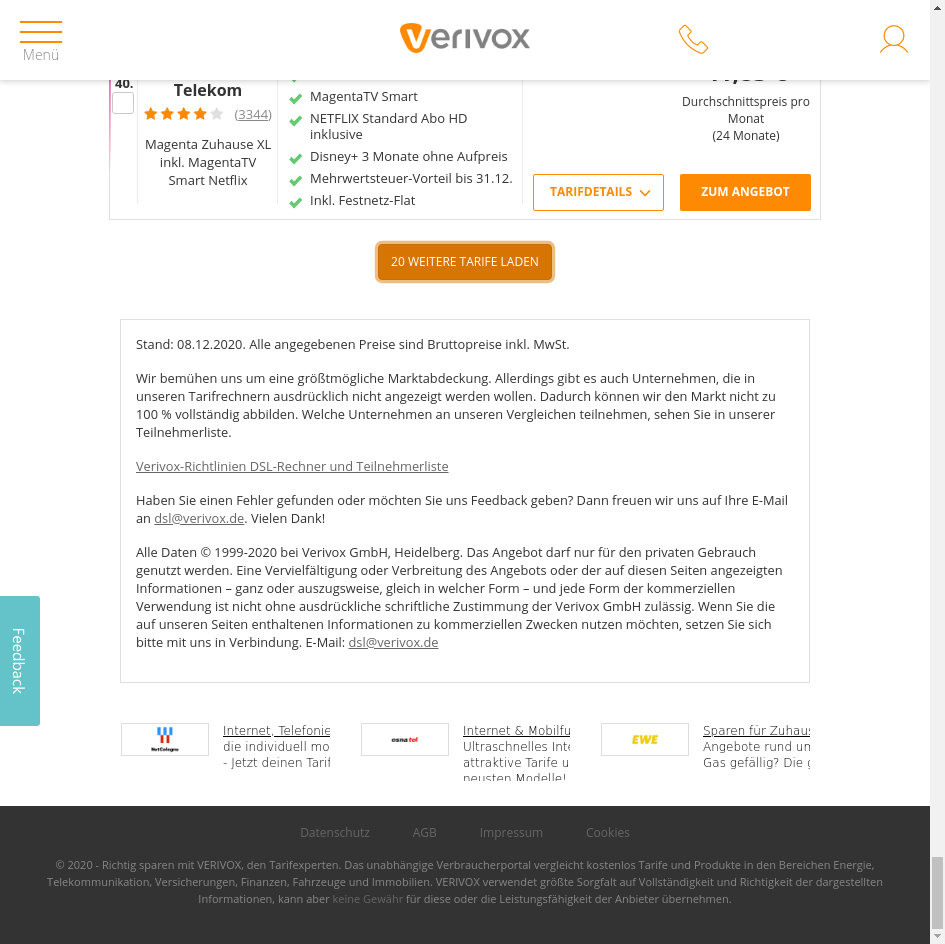 Menü
verivox
40.
Telekom
(3344)
Magenta Zuhause XL
inkl. MagentaTV
Smart Netflix
MagentaTV Smart
NETFLIX Standard Abo HD
inklusive
Disney+ 3 Monate ohne Aufpreis
Mehrwertsteuer-Vorteil bis 31.12.
Inkl. Festnetz-Flat
Durchschnittspreis pro
Monat
(24 Monate)
TARIFDETAILS
ZUM ANGEBOT
20 WEITERE TARIFE LADEN
Stand: 08.12.2020. Alle angegebenen Preise sind Bruttopreise inkl. MwSt.
Wir bemühen uns um eine größtmögliche Marktabdeckung. Allerdings gibt es auch Unternehmen, die in
unseren Tarifrechnern ausdrücklich nicht angezeigt werden wollen. Dadurch können wir den Markt nicht zu
100 % vollständig abbilden. Welche Unternehmen an unseren Vergleichen teilnehmen, sehen Sie in unserer
Teilnehmerliste.
Verivox-Richtlinien DSL-Rechner und Teilnehmerliste
Haben Sie einen Fehler gefunden oder möchten Sie uns Feedback geben? Dann freuen wir uns auf Ihre E-Mail
an dsl@verivox.de. Vielen Dank!
Alle Daten © 1999-2020 bei Verivox GmbH, Heidelberg. Das Angebot darf nur für den privaten Gebrauch
genutzt werden. Eine Vervielfältigung oder Verbreitung des Angebots oder der auf diesen Seiten angezeigten
Informationen – ganz oder auszugsweise, gleich in welcher Form – und jede Form der kommerziellen
Verwendung ist nicht ohne ausdrückliche schriftliche Zustimmung der Verivox GmbH zulässig. Wenn Sie die
auf unseren Seiten enthaltenen Informationen zu kommerziellen Zwecken nutzen möchten, setzen Sie sich
bitte mit uns in Verbindung. E-Mail: dsl@verivox.de
Feedback
NetCologne
Internet, Telefonie
die individuell mo
- Jetzt deinen Tarif
osnatel
Internet & Mobilfu
Ultraschnelles Inte
attraktive Tarife u
neusten Modelle!
EWE
Sparen für Zuhaus
Angebote rund um
Gas gefällig? Die g
Datenschutz
AGB
Impressum
Cookies
© 2020 - Richtig sparen mit VERIVOX, den Tarifexperten. Das unabhängige Verbraucherportal vergleicht kostenlos Tarife und Produkte in den Bereichen Energie,
Telekommunikation, Versicherungen, Finanzen, Fahrzeuge und Immobilien. VERIVOX verwendet größte Sorgfalt auf Vollständigkeit und Richtigkeit der dargestellten
Informationen, kann aber keine Gewähr für diese oder die Leistungsfähigkeit der Anbieter übernehmen.